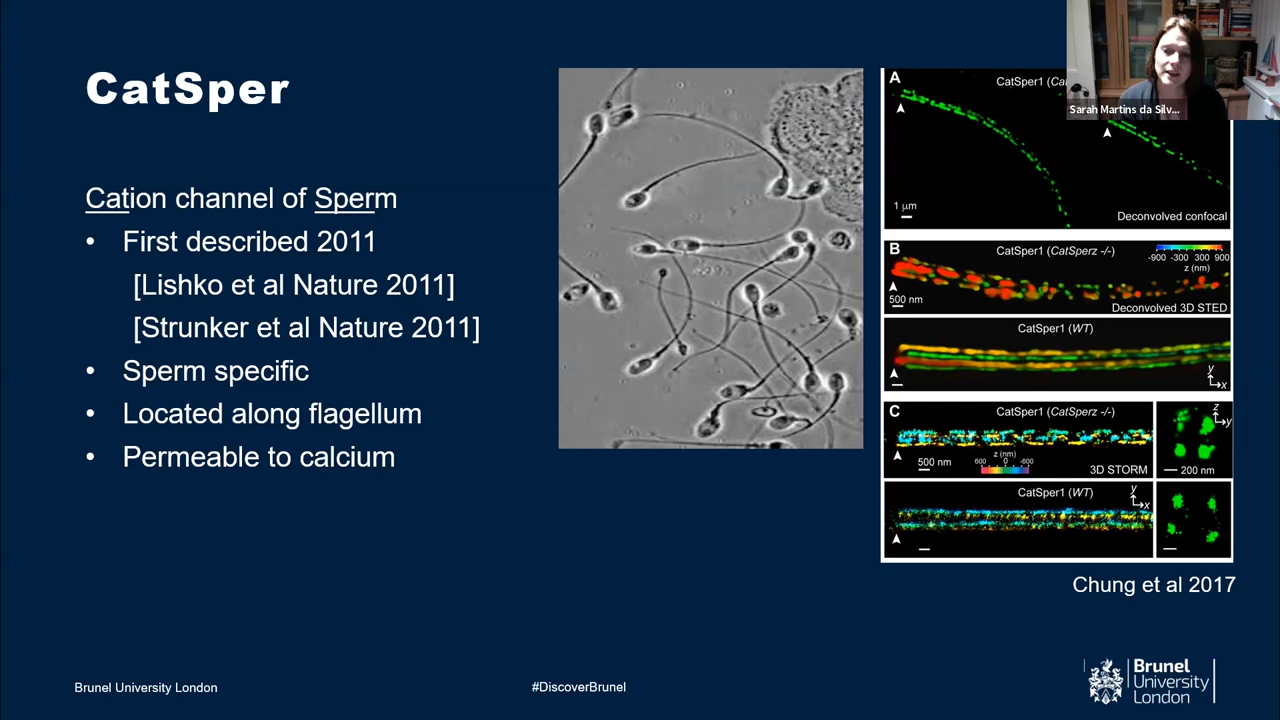 CatSper
Cation channel of Sperm
• First described 2011
[Lishko et al Nature 2011]
[Strunker et al Nature 2011]
• Sperm specific
• Located along flagellum
• Permeable to calcium
A
CatSper1
1 µm
Deconvolved confocal
Sarah Martins da Silv...
B
CatSper1 (CatSperz -/-)
-900 -300 300 900
z (nm)
500 nm
Deconvolved 3D STED
CatSper1 (WT)
y
x
C
CatSper1 (CatSperz -/-)
z
y
z (nm)
600 0 -600
500 nm
3D STORM
200 nm
CatSper1 (WT)
y
x
Chung et al 2017
Brunel University London
#DiscoverBrunel
Brunel
University
London